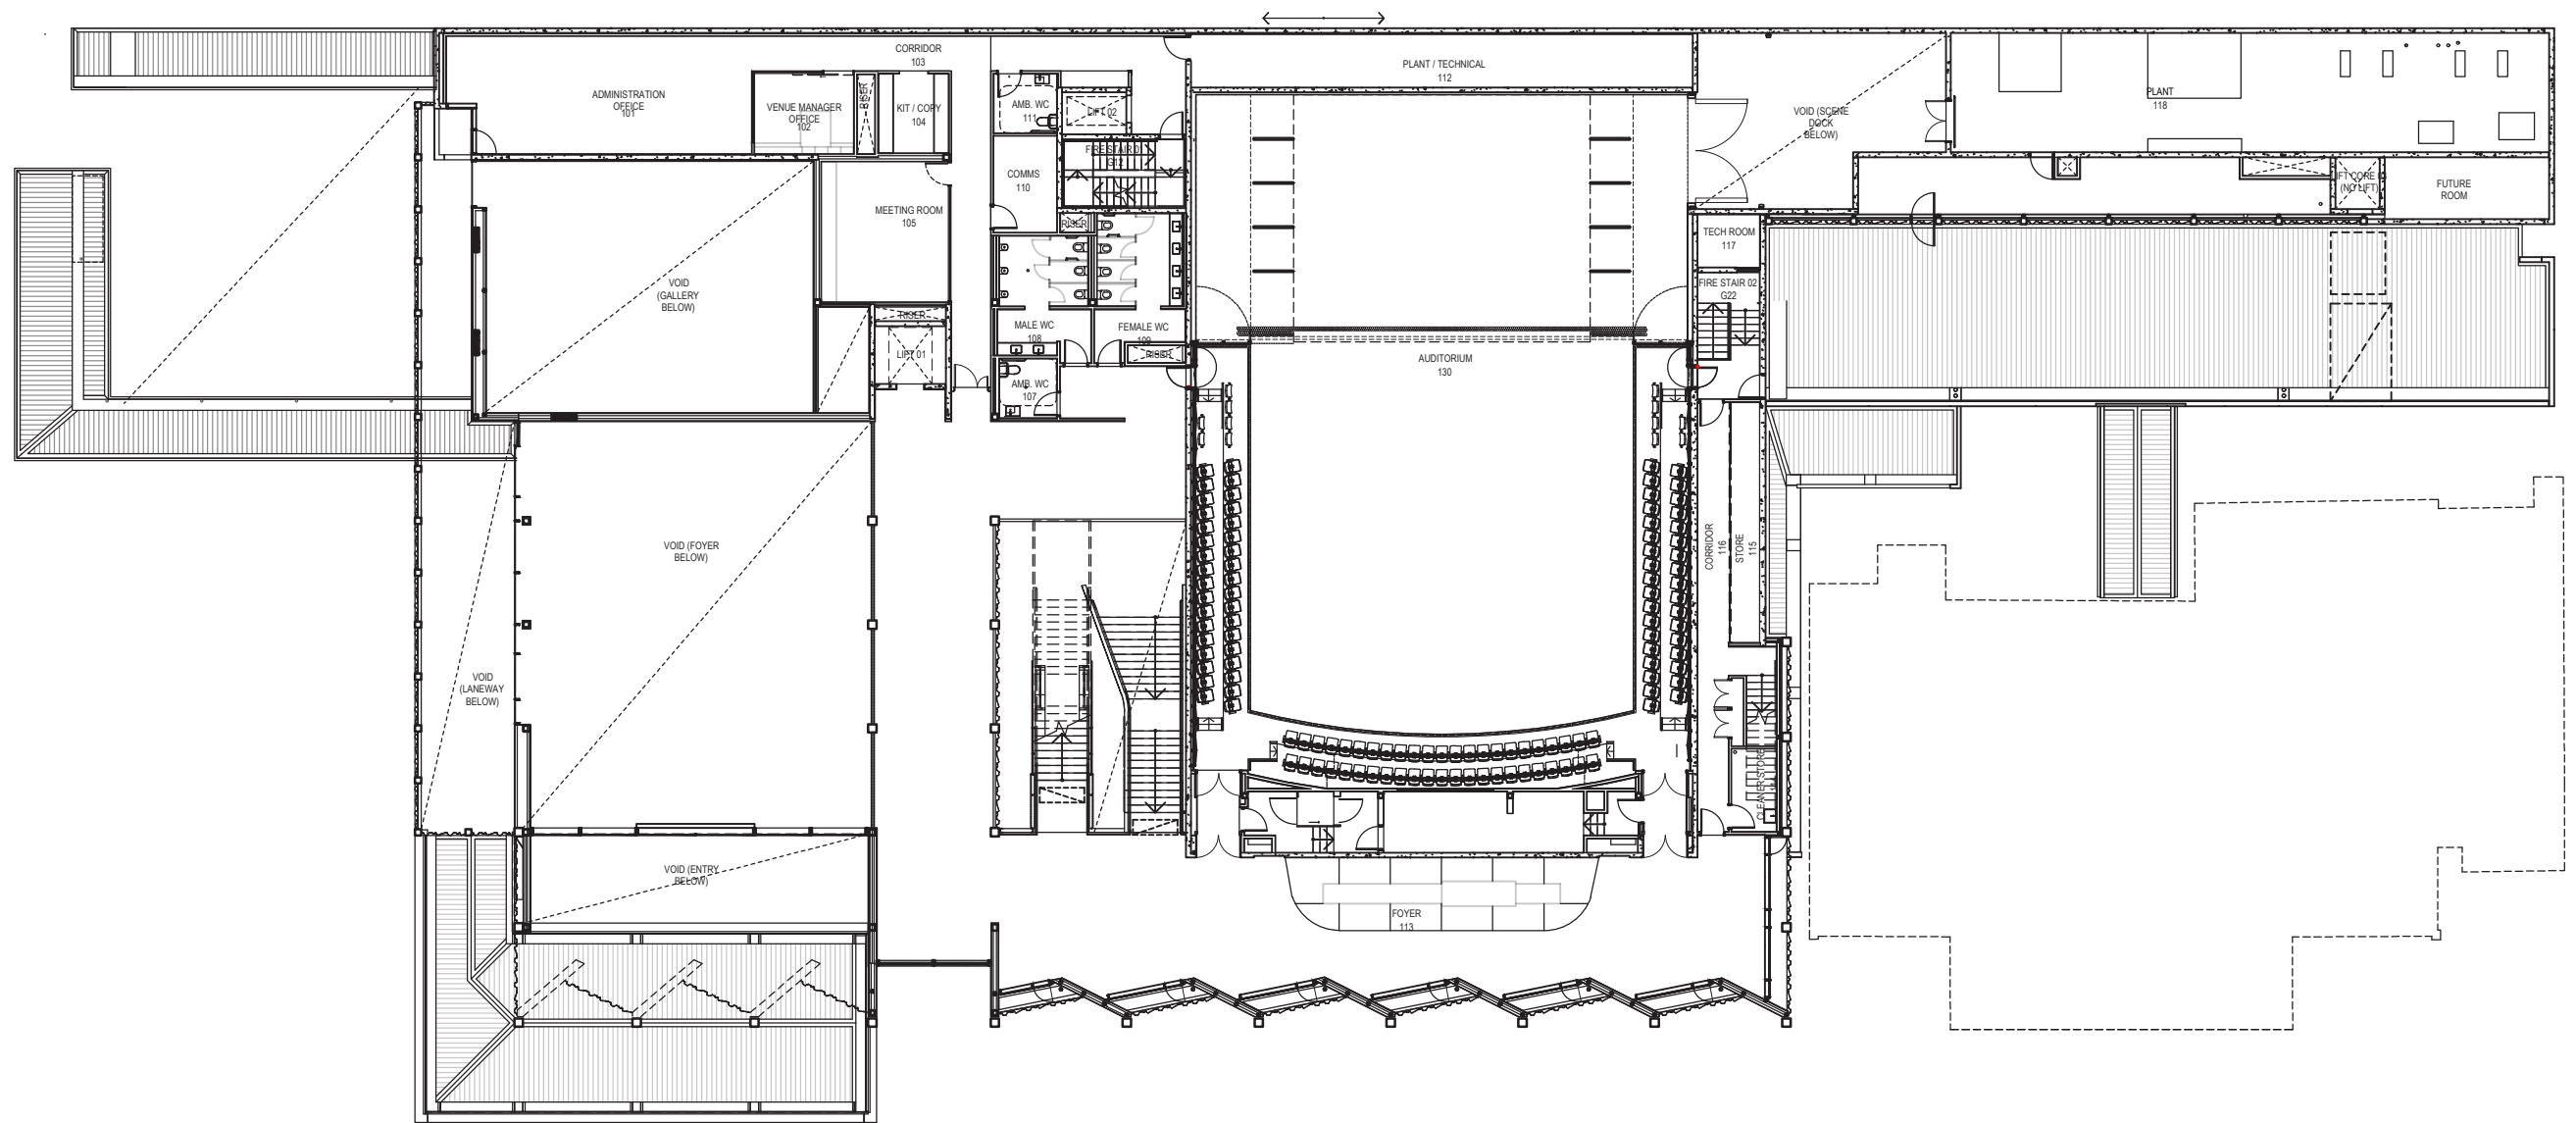 CORRIDOR
103
PLANT / TECHNICAL
112
ADMINISTRATION
OFFICE
101
VENUE MANAGER
OFFICE
102
RISER
KIT / COPY
104
AMB. WC
111
LIFT 02
VOID (SCENE
DOCK
BELOW)
PLANT
118
FIRE STAIR 01
G12
COMMS
110
MEETING ROOM
105
RISER
(NO LIFT)
FUTURE
ROOM
TECH ROOM
117
FIRE STAIR 02
G22
VOID
(GALLERY
BELOW)
RISER
LIFT 01
MALE WC
108
FEMALE WC
109
RISER
AMB. WC
107
AUDITORIUM
130
VOID (FOYER
BELOW)
CORRIDOR
116
STORE
115
VOID
(LANEWAY
BELOW)
CLEANER STORE
VOID (ENTRY
BELOW)
FOYER
113